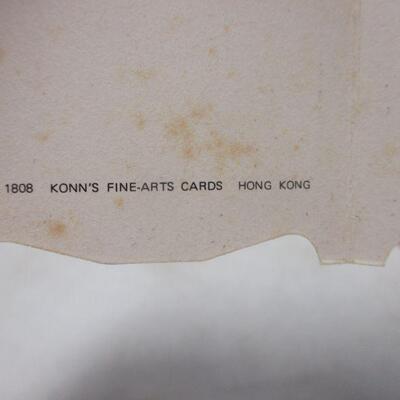 1808 KONN'S FINE-ARTS CARDS HONG KONG